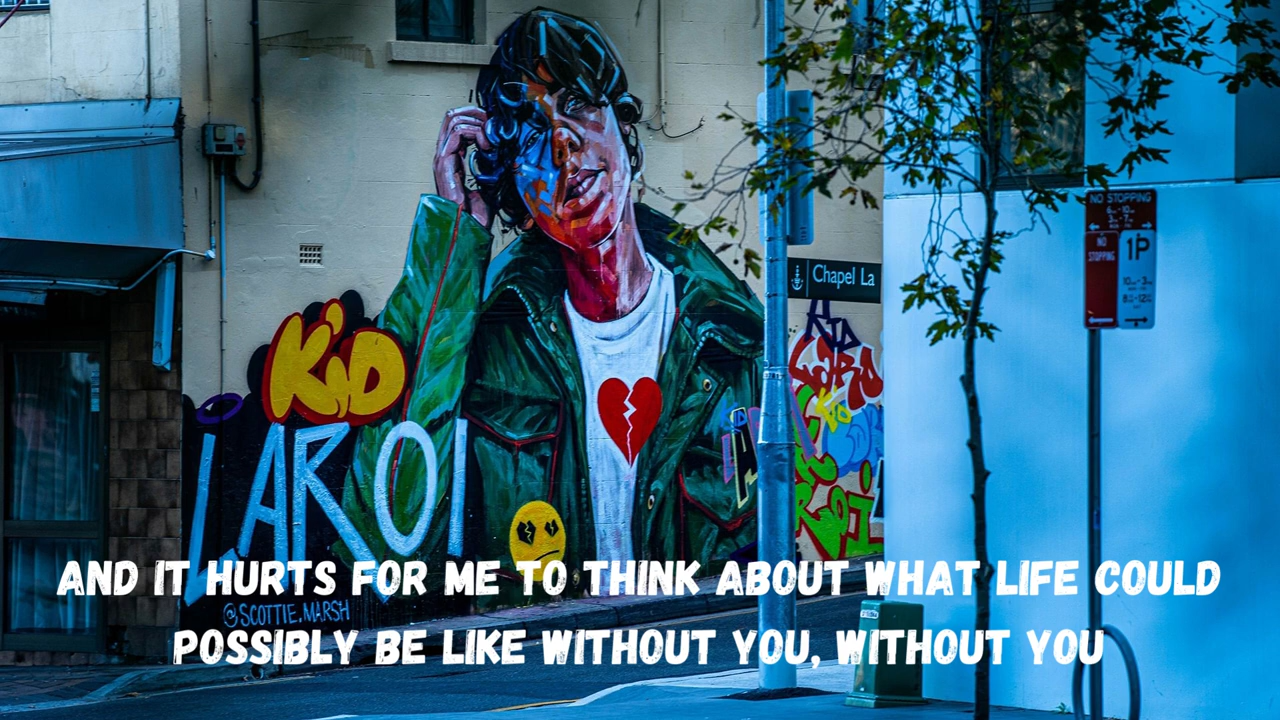 KID
LAROI
Chapel La
NO STOPPING
NO
STOPPING
1P
@SCOTTIE.MARSH
AND IT HURTS FOR ME TO THINK ABOUT WHAT LIFE COULD
POSSIBLY BE LIKE WITHOUT YOU, WITHOUT YOU